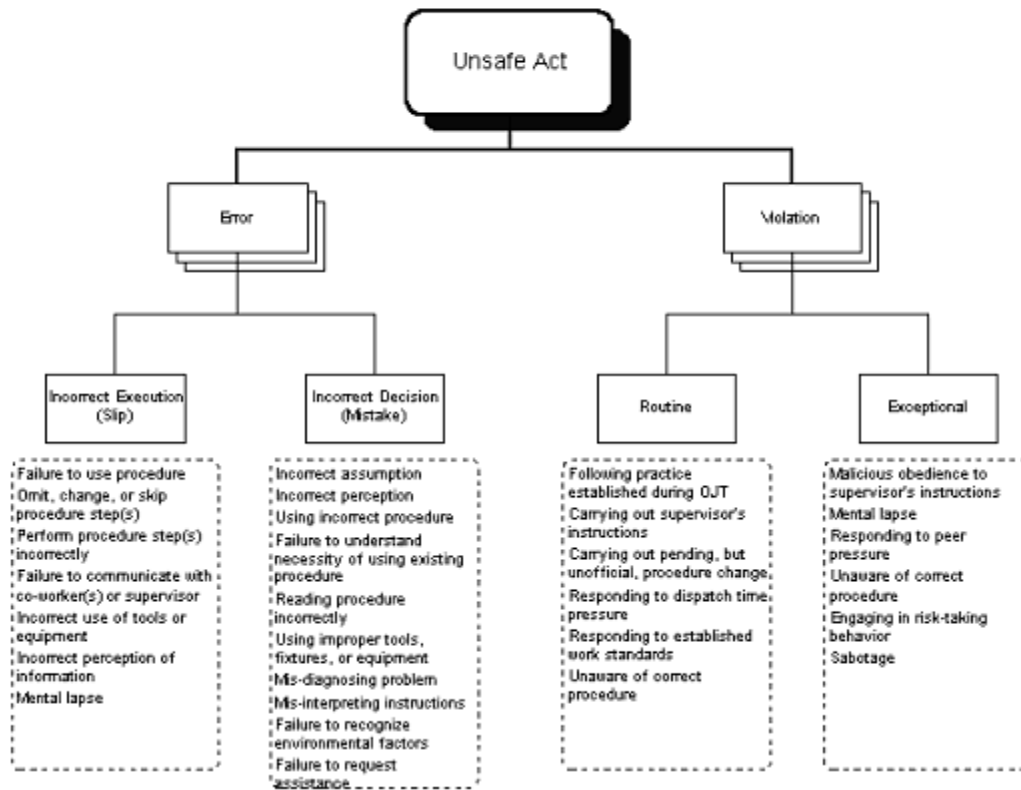 Unsafe Act
Error
Violation
Incorrect Execution
(Slip)
Incorrect Decision
(Mistake)
Routine
Exceptional
Failure to use procedure
Omit, change, or skip
procedure step(s)
Perform procedure step(s)
incorrectly
Failure to communicate with
co-worker(s) or supervisor
Incorrect use of tools or
equipment
Incorrect perception of
information
Mental lapse
Incorrect assumption
Incorrect perception
Using incorrect procedure
Failure to understand
necessity of using existing
procedure
Reading procedure
incorrectly
Using improper tools,
fixtures, or equipment
Mis-diagnosing problem
Mis-interpreting instructions
Failure to recognize
environmental factors
Failure to request
assistance
Following practice
established during OJT
Carrying out supervisor's
instructions
Carrying out pending, but
unofficial, procedure change
Responding to dispatch time
pressure
Responding to established
work standards
Unaware of correct
procedure
Malicious obedience to
supervisor's instructions
Mental lapse
Responding to peer
pressure
Unaware of correct
procedure
Engaging in risk-taking
behavior
Sabotage